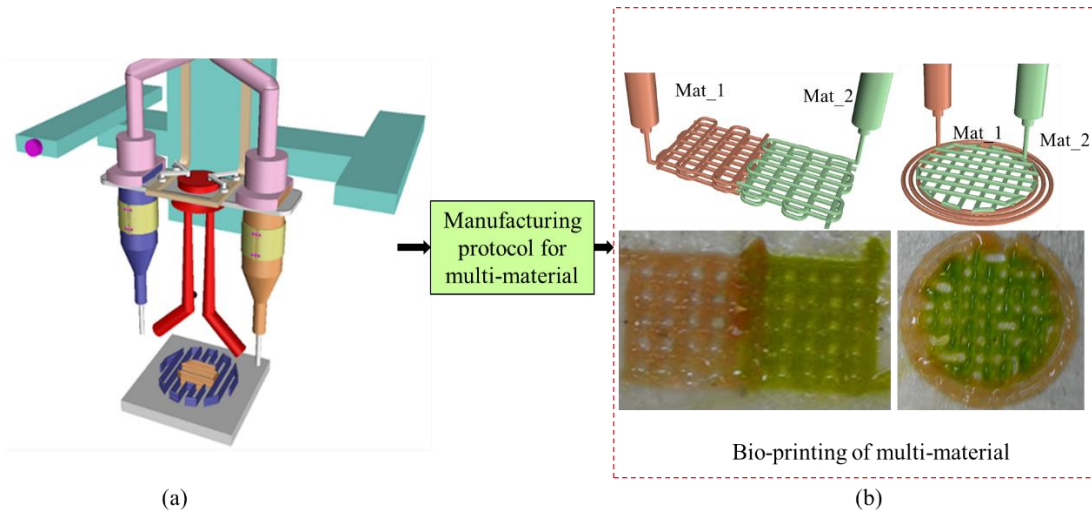 Mat_1
Mat_2
Mat_1
Mat_2
Manufacturing
protocol for
multi-material
Bio-printing of multi-material
(a)
(b)